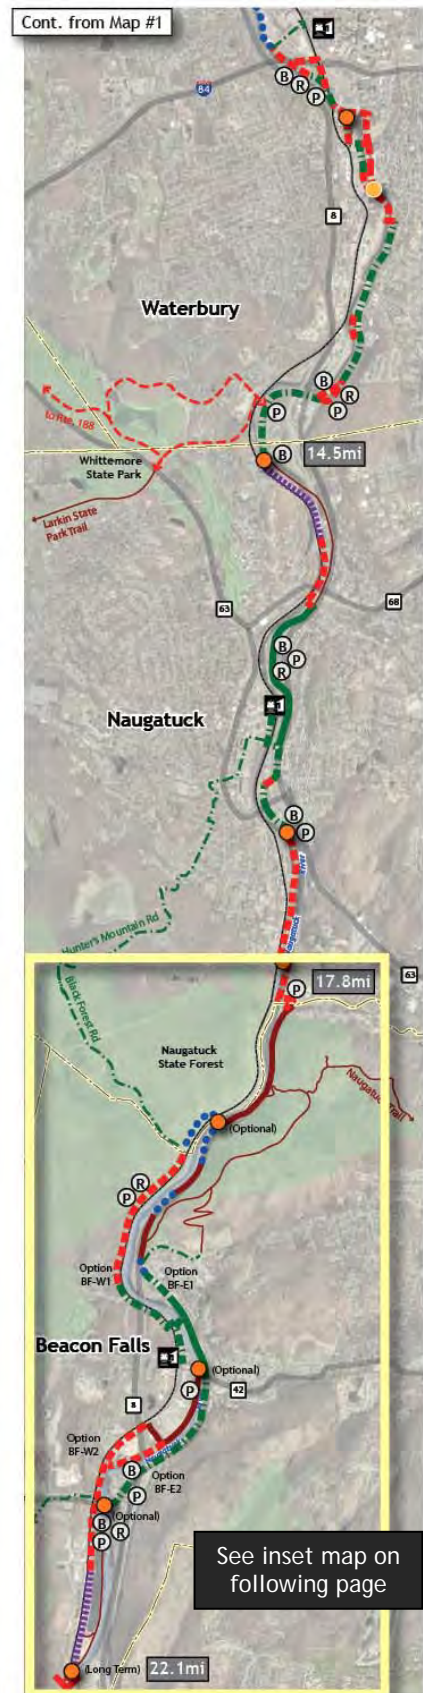 Cont. from Map #1
B
R
P
84
8
Waterbury
B
R
P
P
to Rte. 188
B
14.5mi
Whittemore
State Park
Larkin State
Park Trail
63
68
B
P
R
Naugatuck
B
P
River
Naugatuck
Hunter's Mountain Rd
63
17.8mi
P
Black Forest Rd
Naugatuck
State Forest
Naugatuck Trail
(Optional)
R
P
Option
BF-W1
Option
BF-E1
Beacon Falls
(Optional)
P
42
8
Option
BF-W2
B
Option
BF-E2
P
(Optional)
B
R
P
See inset map on
following page
(Long Term)
22.1mi